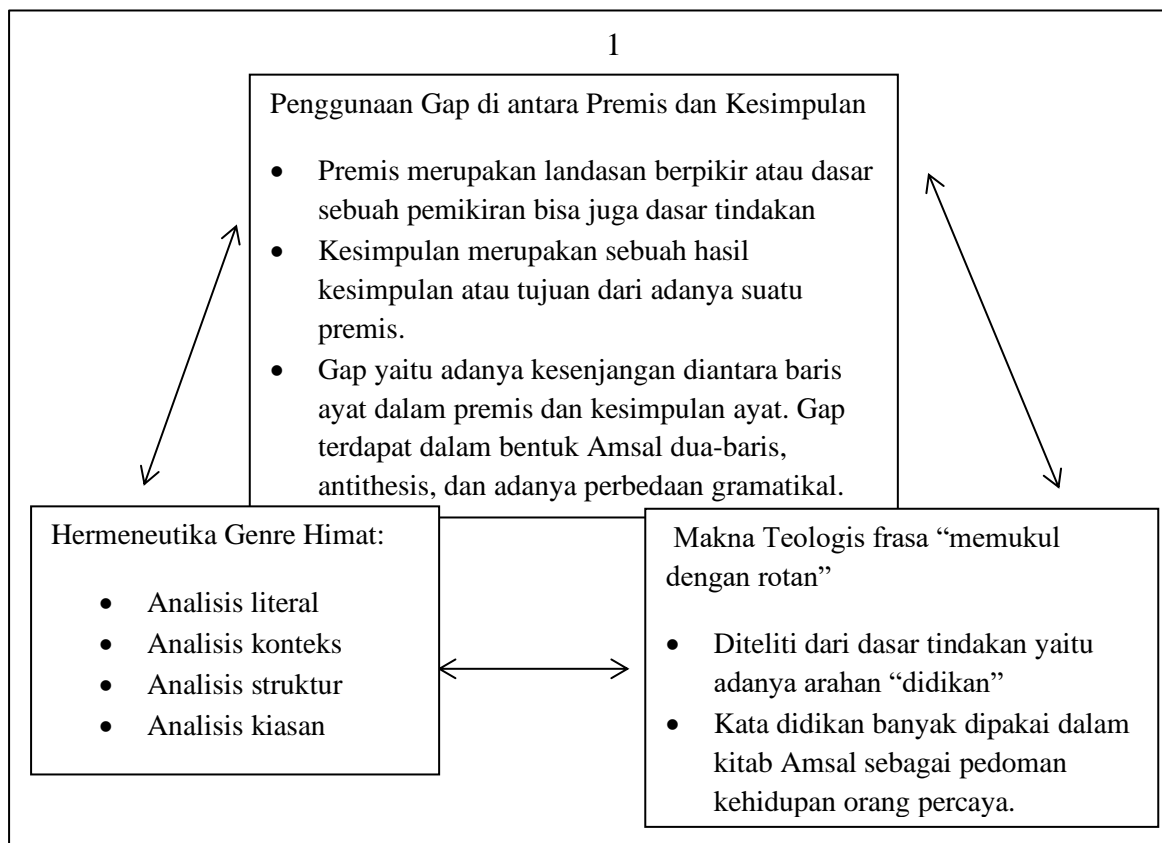 1
Penggunaan Gap di antara Premis dan Kesimpulan
• Premis merupakan landasan berpikir atau dasar
sebuah pemikiran bisa juga dasar tindakan
• Kesimpulan merupakan sebuah hasil
kesimpulan atau tujuan dari adanya suatu
premis.
• Gap yaitu adanya kesenjangan diantara baris
ayat dalam premis dan kesimpulan ayat. Gap
terdapat dalam bentuk Amsal dua-baris,
antithesis, dan adanya perbedaan gramatikal.
Hermeneutika Genre Himat:
• Analisis literal
• Analisis konteks
• Analisis struktur
• Analisis kiasan
Makna Teologis frasa “memukul
dengan rotan”
• Diteliti dari dasar tindakan yaitu
adanya arahan “didikan”
• Kata didikan banyak dipakai dalam
kitab Amsal sebagai pedoman
kehidupan orang percaya.